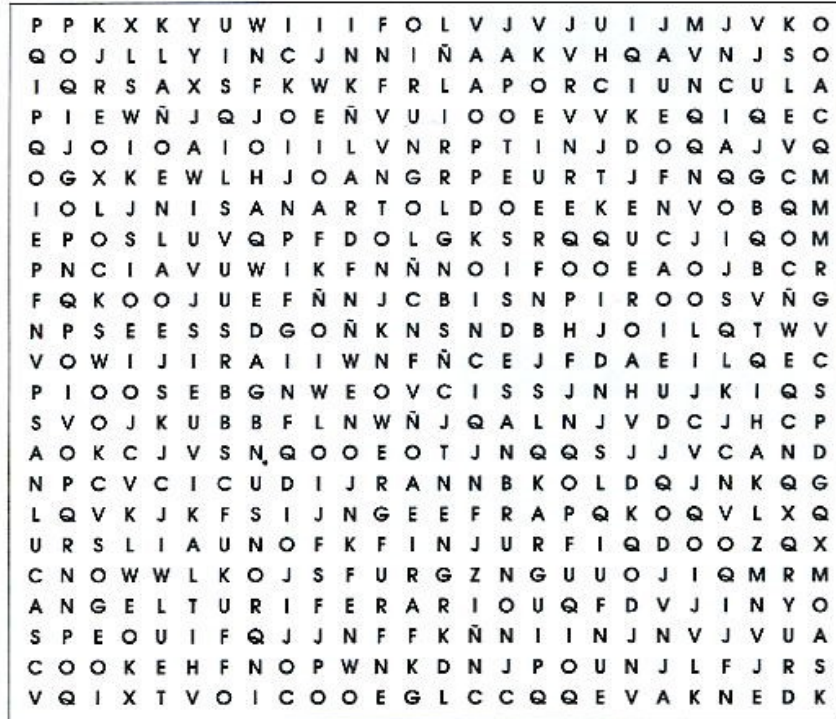 P P K X K Y U W I I I F O L V J V J U I J M J V K O
Q O J L L Y I N C J N N I Ñ A A K V H Q A V N J S O
I Q R S A X S F K W K F R L A P O R C I U N C U L A
P I E W Ñ J Q J O E Ñ V U I O O E V V K E Q I Q E C
Q J O I O A I O I I L V N R P T I N J D O Q A J V Q
O G X K E W L H J O A N G R P E U R T J F N Q G C M
I O L J N I S A N A R T O L D O E E K E N V O B Q M
E P O S L U V Q P F D O L G K S R Q Q U C J I Q O M
P N C I A V U W I K F N Ñ N O I F O O E A O J B C R
F Q K O O J U E F Ñ N J C B I S N P I R O O S V Ñ G
N P S E E S S D G O Ñ K N S N D B H J O I L Q T W V
V O W I J I R A I I W N F Ñ C E J F D A E I L Q E C
P I O O S E B G N W E O V C I S S J N H U J K I Q S
S V O J K U B B F L N W Ñ J Q A L N J V D C J H C P
A O K C J V S N Q O O E O T J N Q Q S J J V C A N D
N P C V C I C U D I J R A N N B K O L D Q J N K Q G
L Q V K J K F S I J N G E E F R A P Q K O Q V L X Q
U R S L I A U N O F K F I N J U R F I Q D O O Z Q X
C N O W W L K O J S F U R G Z N G U U O J I Q M R M
A N G E L T U R I F E R A R I O U Q F D V J I N Y O
S P E O U I F Q J J N F F K Ñ N I I N J N V J V U A
C O O K E H F N O P W N K D N J P O U N J L F J R S
V Q I X T V O I C O O E G L C C Q Q E V A K N E D K